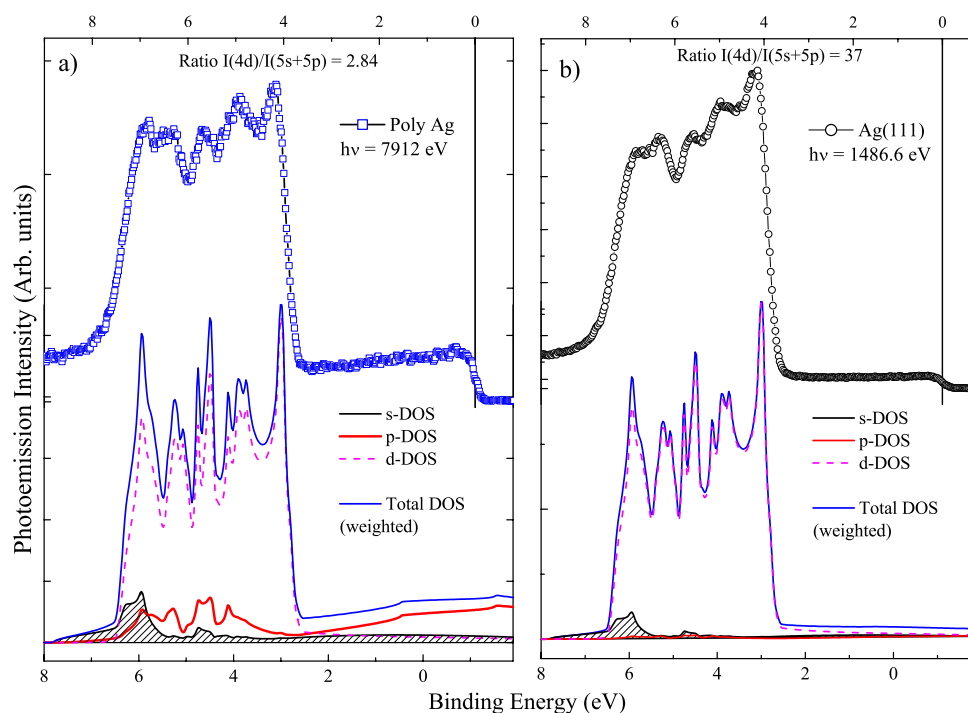 8 6 4 2 0
8 6 4 2 0
a)
Ratio I(4d)/I(5s+5p) = 2.84
b)
Ratio I(4d)/I(5s+5p) = 37
Poly Ag
hν = 7912 eV
Ag(111)
hν = 1486.6 eV
Photoemission Intensity (Arb. units)
s-DOS
p-DOS
d-DOS
Total DOS
(weighted)
s-DOS
p-DOS
d-DOS
Total DOS
(weighted)
8 6 4 2 0
8 6 4 2 0
Binding Energy (eV)